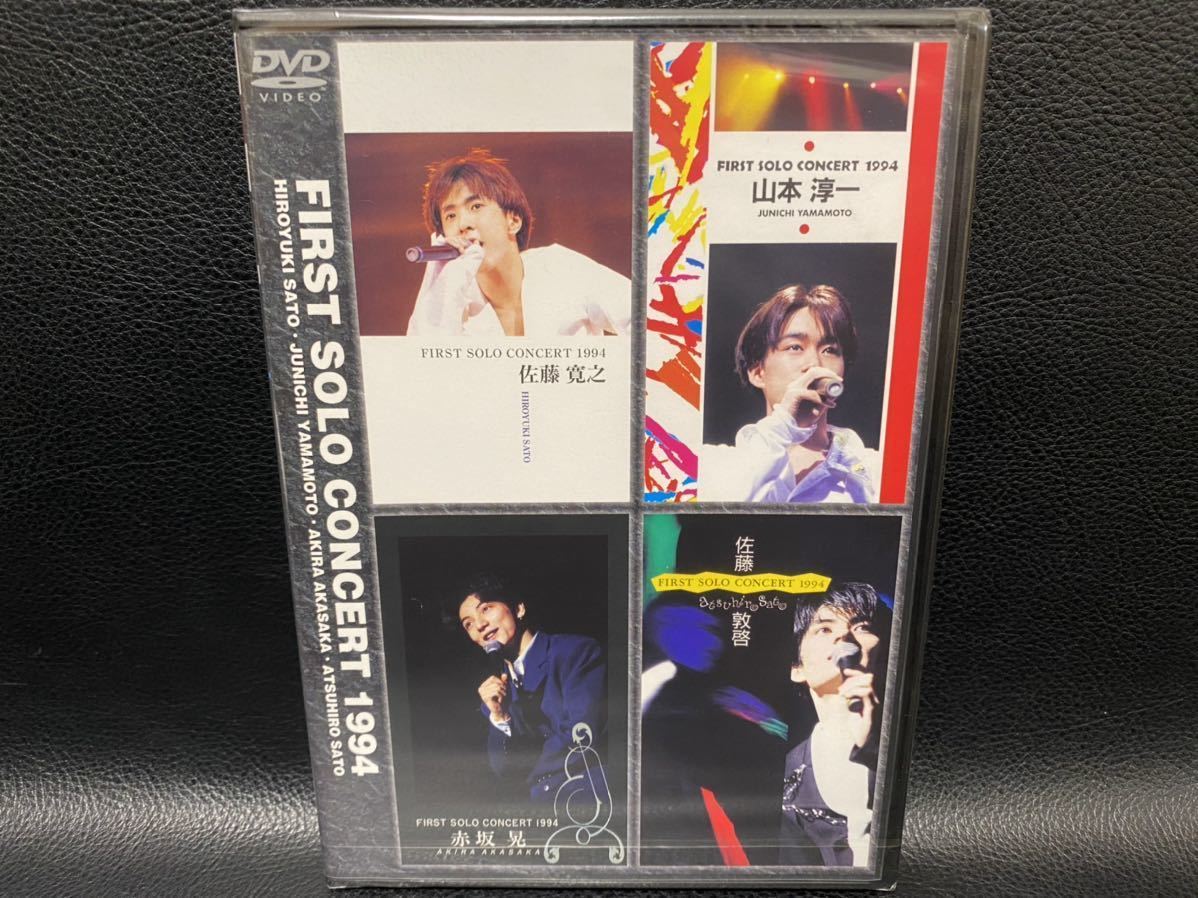 DVD
VIDEO
FIRST SOLO CONCERT 1994
HIROYUKI SATO・JUNICHI YAMAMOTO・AKIRA AKASAKA・ATSUHIRO SATO
FIRST SOLO CONCERT 1994
佐藤 寛之
HIROYUKI SATO
FIRST SOLO CONCERT 1994
山本 淳一
JUNICHI YAMAMOTO
FIRST SOLO CONCERT 1994
赤坂 晃
AKIRA AKASAKA
佐藤
FIRST SOLO CONCERT 1994
atsuhiro Sato
敦啓